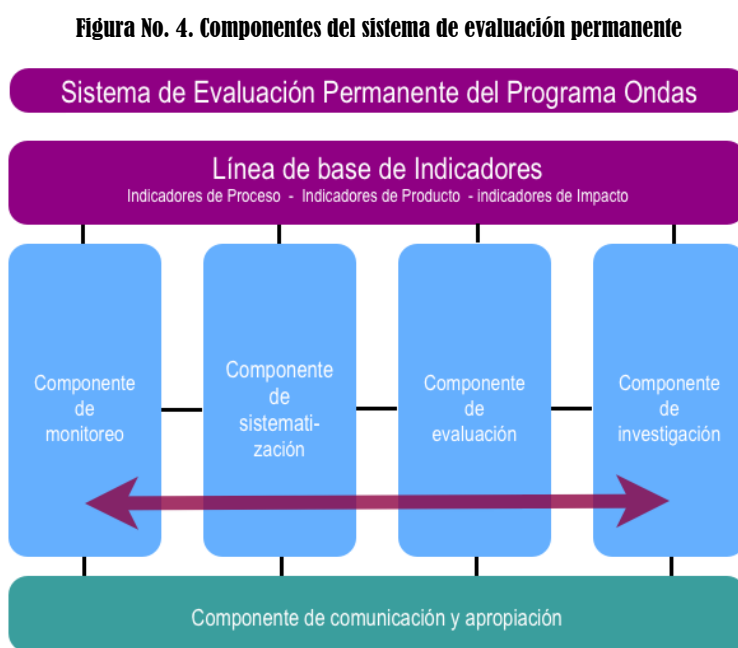 Figura No. 4. Componentes del sistema de evaluación permanente
Sistema de Evaluación Permanente del Programa Ondas
Línea de base de Indicadores
Indicadores de Proceso - Indicadores de Producto - indicadores de Impacto
Componente
de
monitoreo
Componente
de
sistemati-
zación
Componente
de
evaluación
Componente
de
investigación
Componente de comunicación y apropiación